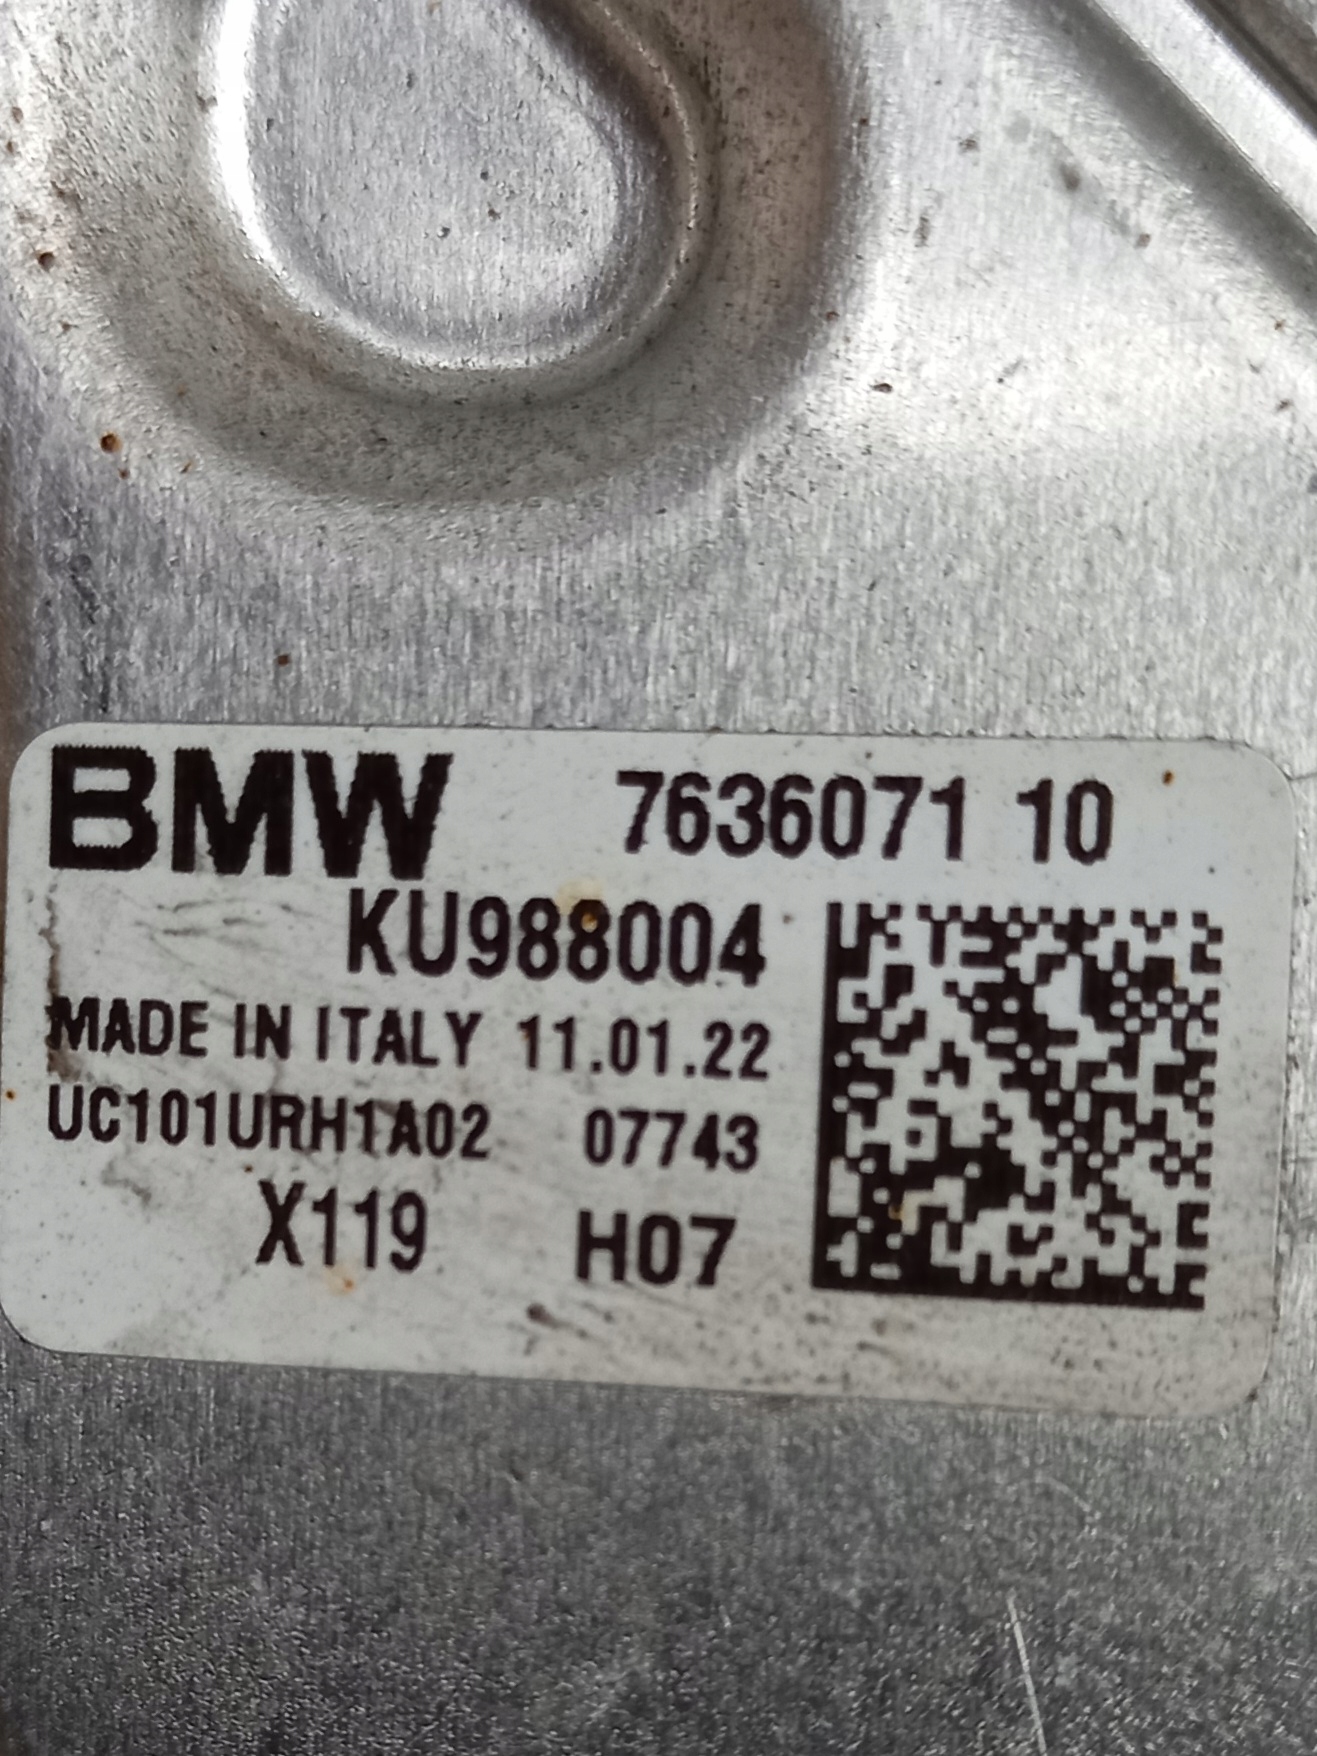 BMW 7636071 10
KU988004
MADE IN ITALY 11.01.22
UC101URH1A02 07743
X119 H07